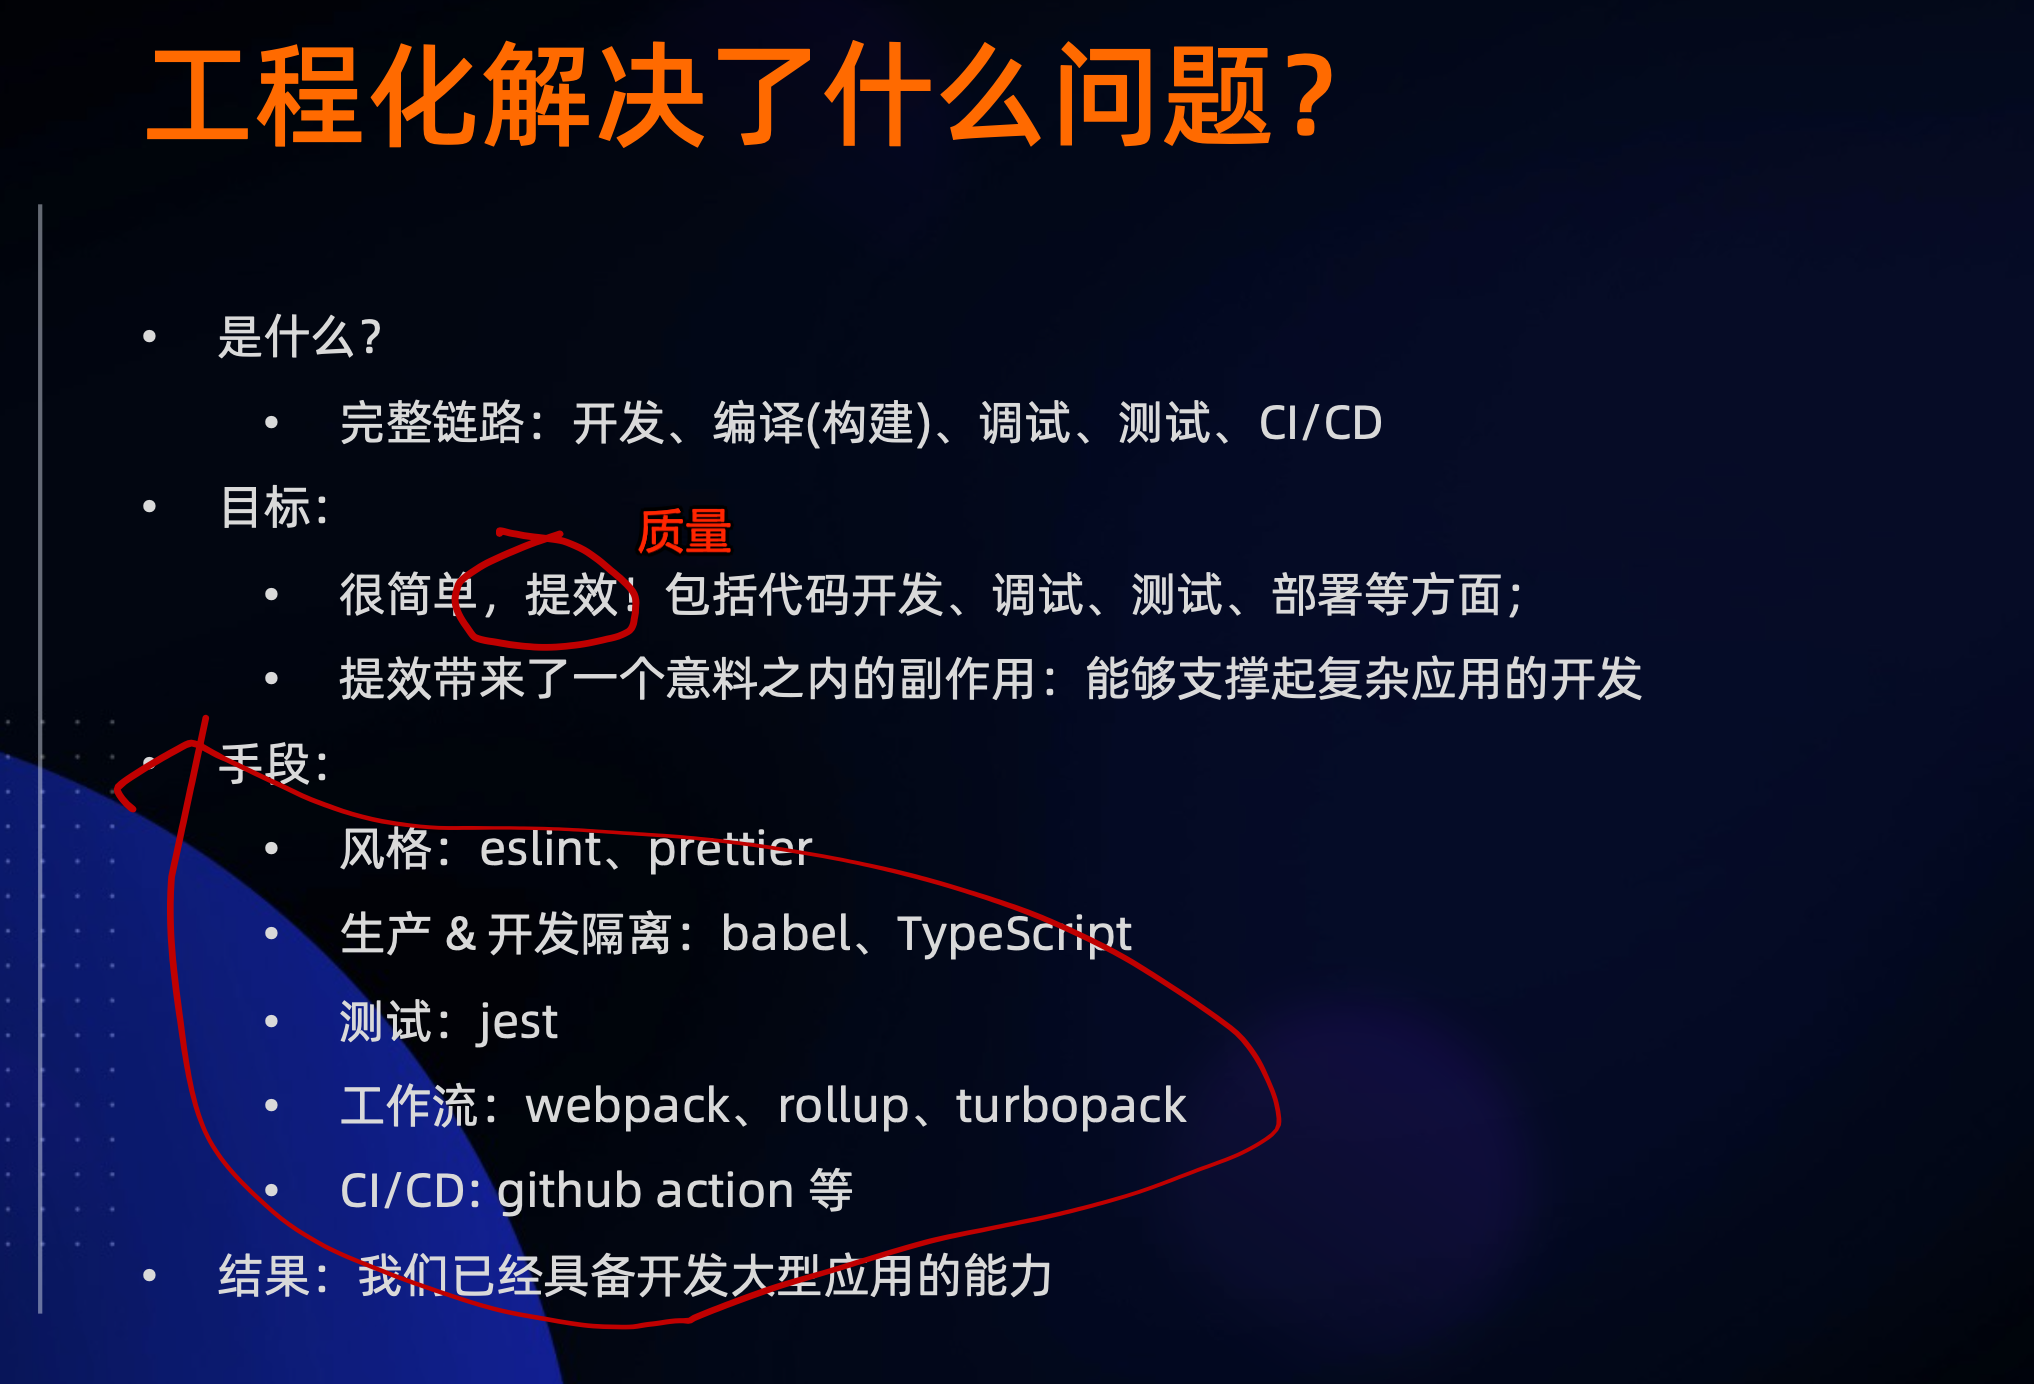 工程化解决了什么问题？
• 是什么？
• 完整链路：开发、编译(构建)、调试、测试、CI/CD
• 目标：
质量
• 很简单，提效！包括代码开发、调试、测试、部署等方面；
• 提效带来了一个意料之内的副作用：能够支撑起复杂应用的开发
• 手段：
• 风格：eslint、prettier
• 生产 & 开发隔离：babel、TypeScript
• 测试：jest
• 工作流：webpack、rollup、turbopack
• CI/CD: github action 等
• 结果：我们已经具备开发大型应用的能力